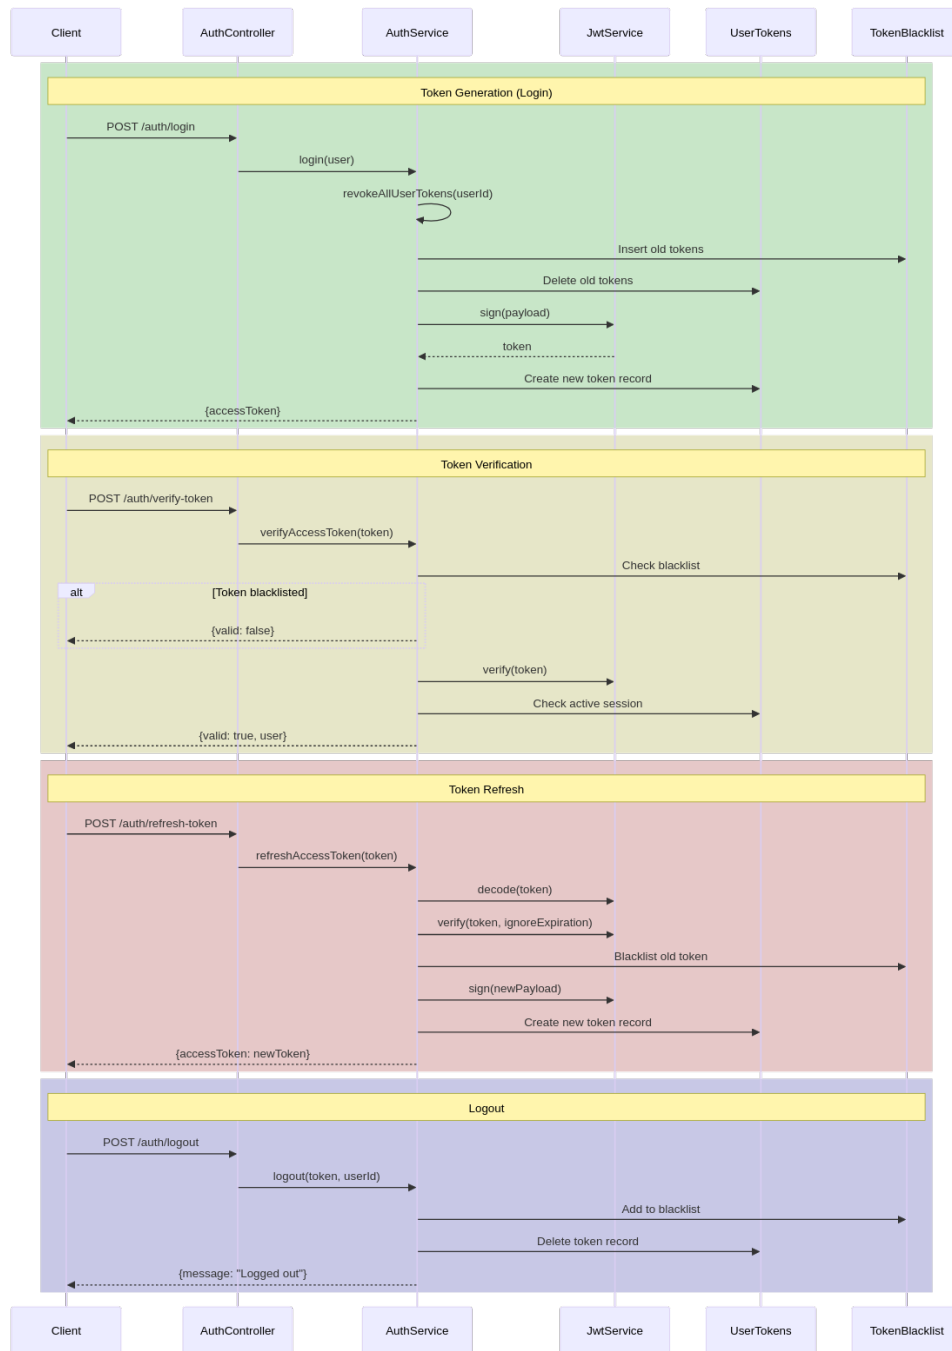 Client
AuthController
AuthService
JwtService
UserTokens
TokenBlacklist
Token Generation (Login)
POST /auth/login
login(user)
revokeAllUserTokens(userId)
Insert old tokens
Delete old tokens
sign(payload)
token
Create new token record
{accessToken}
Token Verification
POST /auth/verify-token
verifyAccessToken(token)
Check blacklist
alt
[Token blacklisted]
{valid: false}
verify(token)
Check active session
{valid: true, user}
Token Refresh
POST /auth/refresh-token
refreshAccessToken(token)
decode(token)
verify(token, ignoreExpiration)
Blacklist old token
sign(newPayload)
Create new token record
{accessToken: newToken}
Logout
POST /auth/logout
logout(token, userId)
Add to blacklist
Delete token record
{message: "Logged out"}
Client
AuthController
AuthService
JwtService
UserTokens
TokenBlacklist